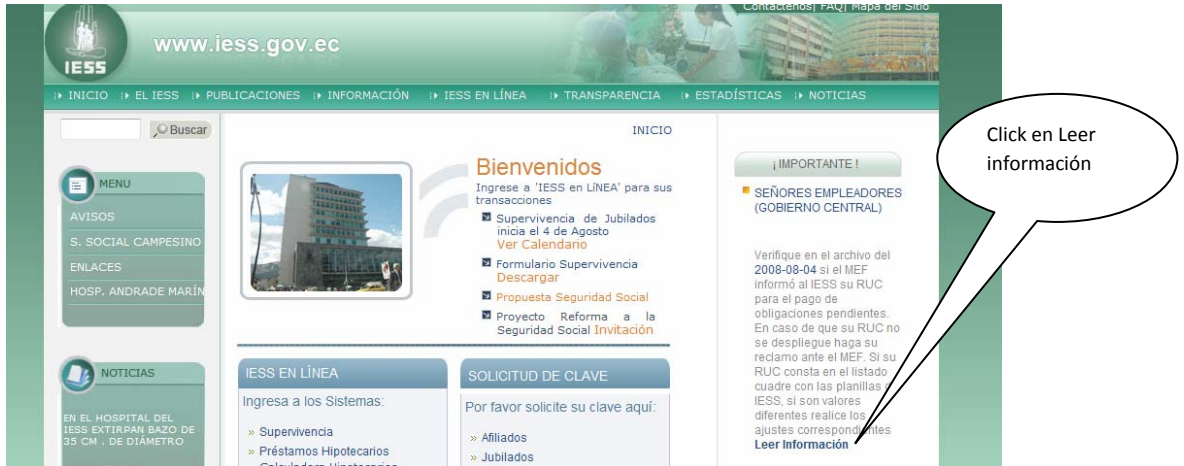 Contáctenos| FAQ| Mapa del Sitio
www.iess.gov.ec
IESS
INICIO EL IESS PUBLICACIONES INFORMACIÓN IESS EN LÍNEA TRANSPARENCIA ESTADÍSTICAS NOTICIAS
Buscar
INICIO
MENU
AVISOS
S. SOCIAL CAMPESINO
ENLACES
HOSP. ANDRADE MARÍN
NOTICIAS
EN EL HOSPITAL DEL
IESS EXTIRPAN BAZO DE
35 CM . DE DIÁMETRO
Bienvenidos
Ingrese a 'IESS en LíNEA' para sus
transacciones
Supervivencia de Jubilados
inicia el 4 de Agosto
Ver Calendario
Formulario Supervivencia
Descargar
Propuesta Seguridad Social
Proyecto Reforma a la
Seguridad Social Invitación
IESS EN LÌNEA
Ingresa a los Sistemas:
» Supervivencia
» Préstamos Hipotecarios
SOLICITUD DE CLAVE
Por favor solicite su clave aquí:
» Afiliados
» Jubilados
¡ IMPORTANTE !
SEÑORES EMPLEADORES
(GOBIERNO CENTRAL)
Verifique en el archivo del
2008-08-04 si el MEF
informó al IESS su RUC
para el pago de
obligaciones pendientes.
En caso de que su RUC no
se despliegue haga su
reclamo ante el MEF. Si su
RUC consta en el listado
cuadre con las planillas
IESS, si son valores
diferentes realice los
ajustes correspondientes
Leer Información
Click en Leer
información